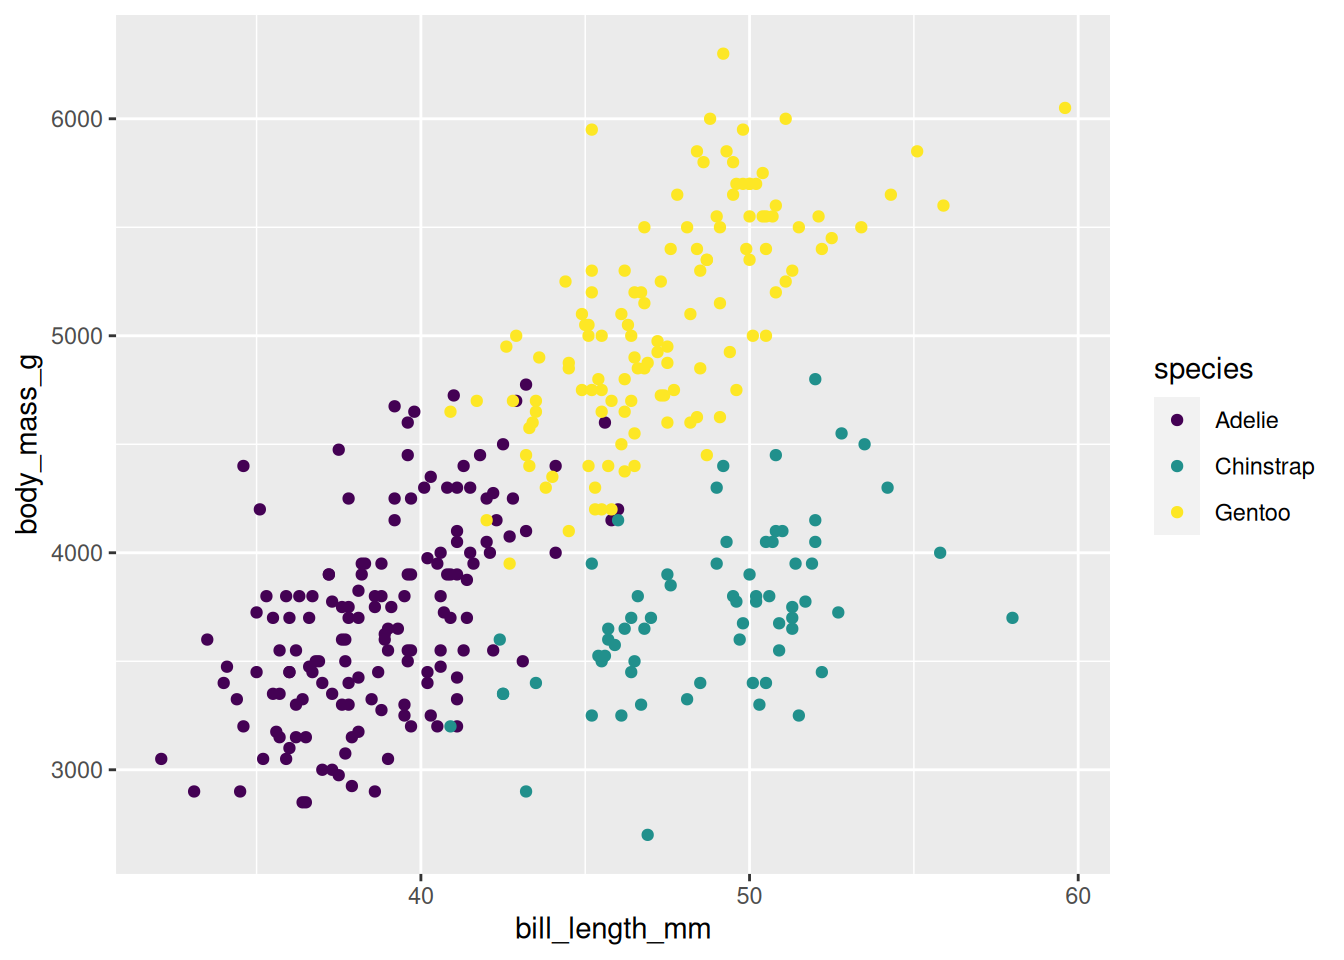 6000
5000
4000
3000
body_mass_g
40
50
60
bill_length_mm
species
Adelie
Chinstrap
Gentoo